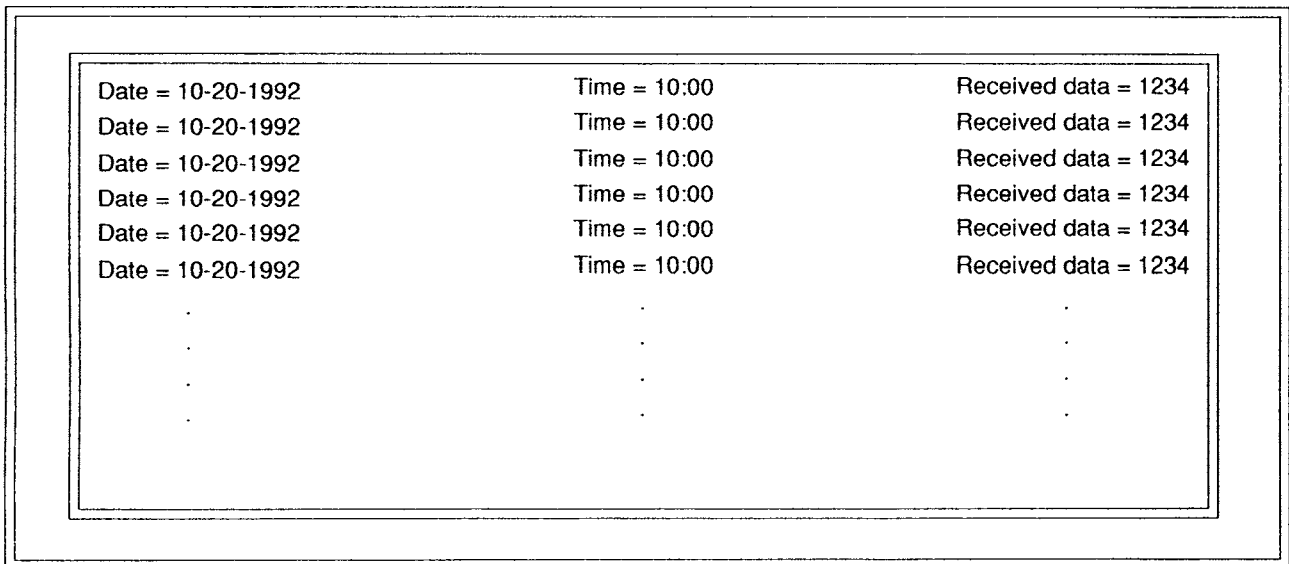 Date = 10-20-1992 Time = 10:00 Received data = 1234
Date = 10-20-1992 Time = 10:00 Received data = 1234
Date = 10-20-1992 Time = 10:00 Received data = 1234
Date = 10-20-1992 Time = 10:00 Received data = 1234
Date = 10-20-1992 Time = 10:00 Received data = 1234
Date = 10-20-1992 Time = 10:00 Received data = 1234
. . .
. . .
. . .
. . .